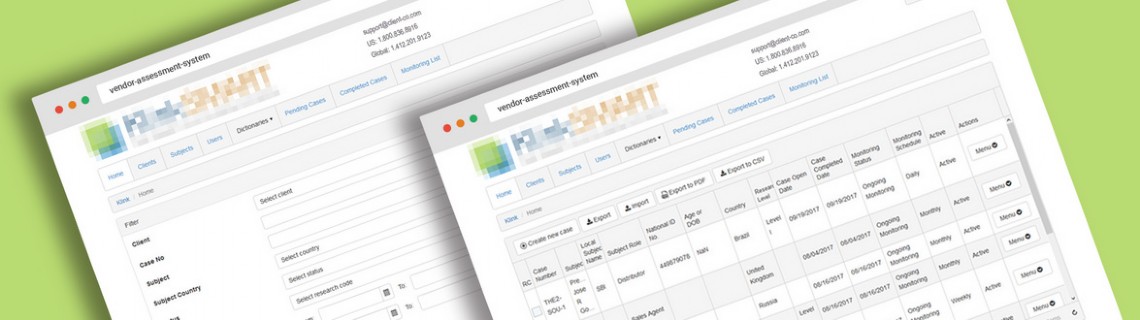 vendor-assessment-system
support@client-co.com
US: 1.800.836.8916
Global: 1.412.201.9123
Home Clients Subjects Users Dictionaries Pending Cases Completed Cases Monitoring List
Klink Home
Filter
Client Select client
Case No
Subject
Subject Country Select country
Select status
Select research code To
To
vendor-assessment-system
support@client-co.com
US: 1.800.836.8916
Global: 1.412.201.9123
Home Clients Subjects Users Dictionaries Pending Cases Completed Cases Monitoring List
Klink Home
Create new case Export Import Export to PDF Export to CSV
RC Case Number Subject Local Subject Name Subject Role National ID No Age or DOB Country Level Case Open Date Case Completed Date Monitoring Status Monitoring Schedule Active Actions
THE2-SOU-1 Pre... Jose R Go... SBI Distributor 449879078 NaN Brazil Level I 09/19/2017 09/19/2017 Ongoing Monitoring Daily Active Menu
Sales Agent United Kingdom 08/04/2017 08/04/2017 Ongoing Monitoring Monthly Active Menu
Russia Level 08/16/2017 08/16/2017 Ongoing Monitoring Monthly Active Menu
08/16/2017 08/16/2017 Ongoing Weekly Active Menu